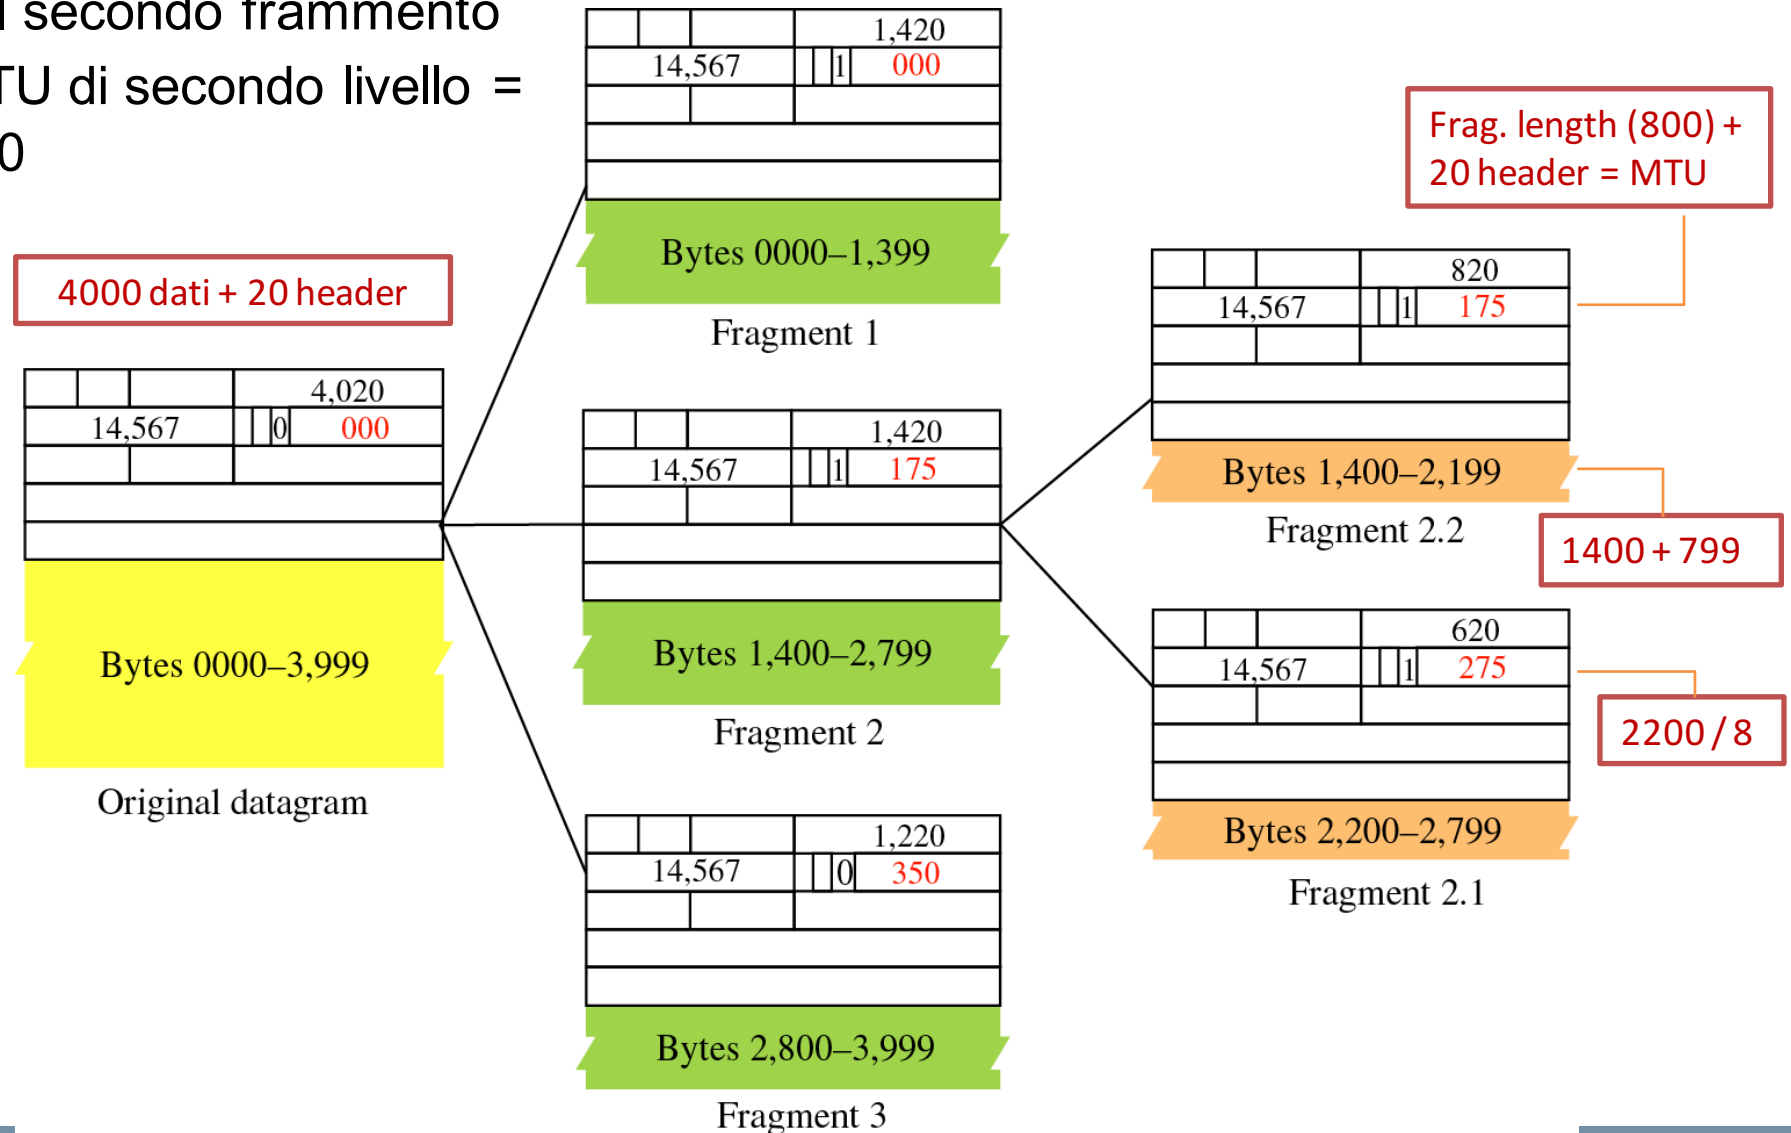 secondo frammento
di secondo livello =
4000 dati + 20 header
4,020
14,567 0 000
Bytes 0000–3,999
Original datagram
1,420
14,567 1 000
Bytes 0000–1,399
Fragment 1
1,420
14,567 1 175
Bytes 1,400–2,799
Fragment 2
1,220
14,567 0 350
Bytes 2,800–3,999
Fragment 3
Frag. length (800) +
20 header = MTU
820
14,567 1 175
Bytes 1,400–2,199
Fragment 2.2
1400 + 799
620
14,567 1 275
2200 / 8
Bytes 2,200–2,799
Fragment 2.1